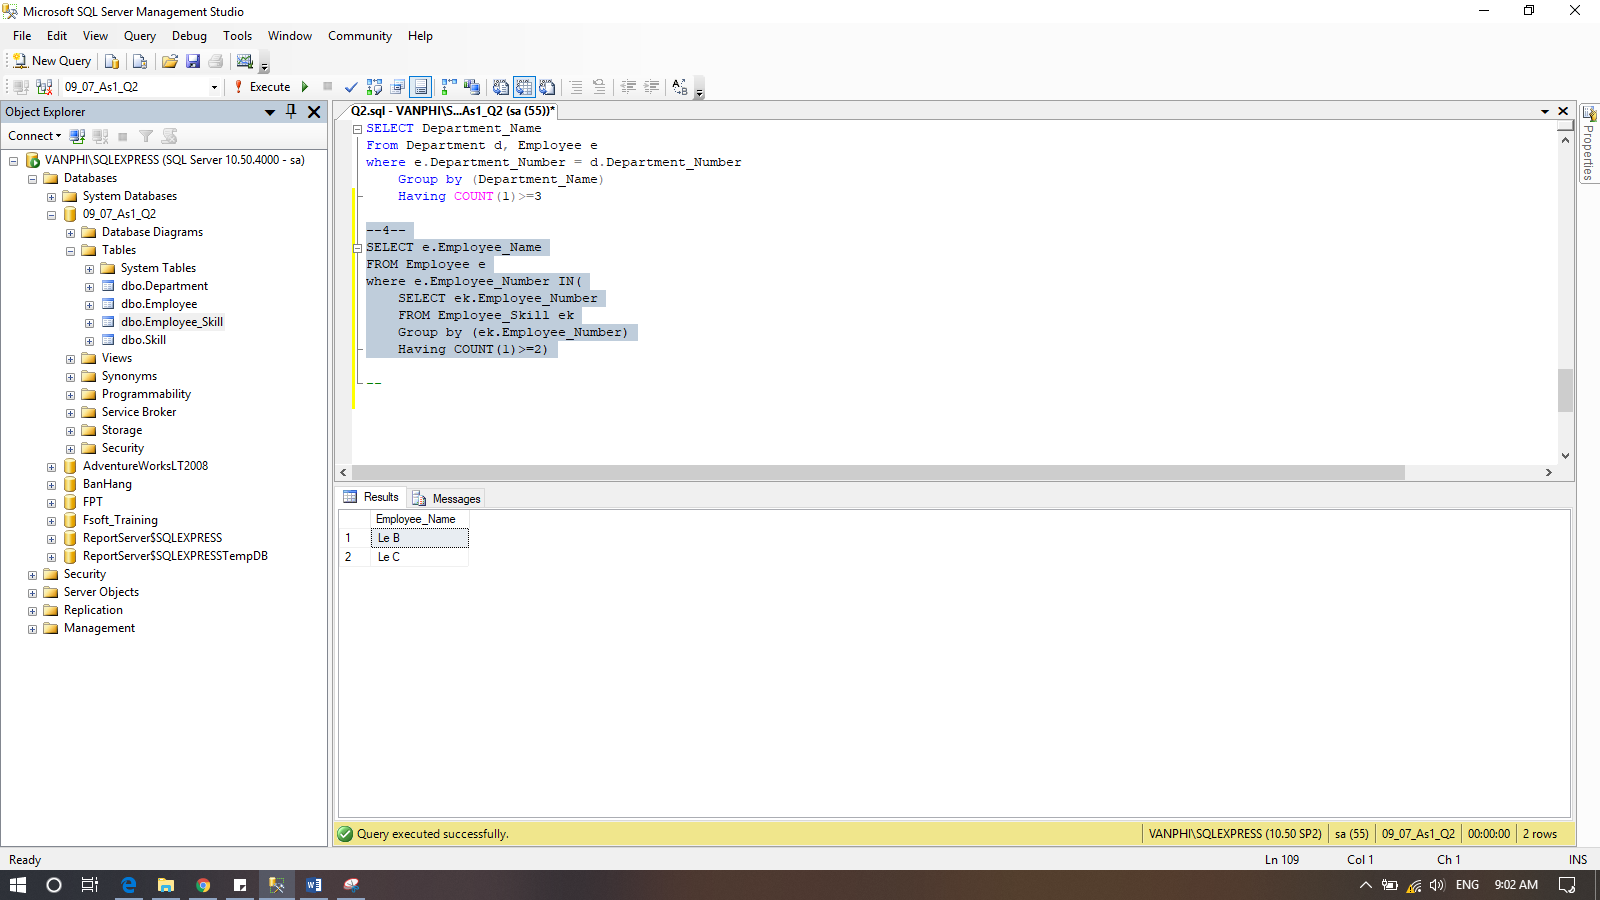 Microsoft SQL Server Management Studio
File Edit View Query Debug Tools Window Community Help
New Query
09_07_As1_Q2 Execute
Object Explorer
Connect
VANPHI\SQLEXPRESS (SQL Server 10.50.4000 - sa)
Databases
System Databases
09_07_As1_Q2
Database Diagrams
Tables
System Tables
dbo.Department
dbo.Employee
dbo.Employee_Skill
dbo.Skill
Views
Synonyms
Programmability
Service Broker
Storage
Security
AdventureWorksLT2008
BanHang
FPT
Fsoft_Training
ReportServer$SQLEXPRESS
ReportServer$SQLEXPRESSTempDB
Security
Server Objects
Replication
Management
Q2.sql - VANPHI\S...As1_Q2 (sa (55))*
SELECT Department_Name
From Department d, Employee e
where e.Department_Number = d.Department_Number
Group by (Department_Name)
Having COUNT(1)>=3
--4--
SELECT e.Employee_Name
FROM Employee e
where e.Employee_Number IN(
SELECT ek.Employee_Number
FROM Employee_Skill ek
Group by (ek.Employee_Number)
Having COUNT(1)>=2)
--
Properties
Results Messages
Employee_Name
1 Le B
2 Le C
Query executed successfully. VANPHI\SQLEXPRESS (10.50 SP2) sa (55) 09_07_As1_Q2 00:00:00 2 rows
Ready Ln 109 Col 1 Ch 1 INS
ENG 9:02 AM